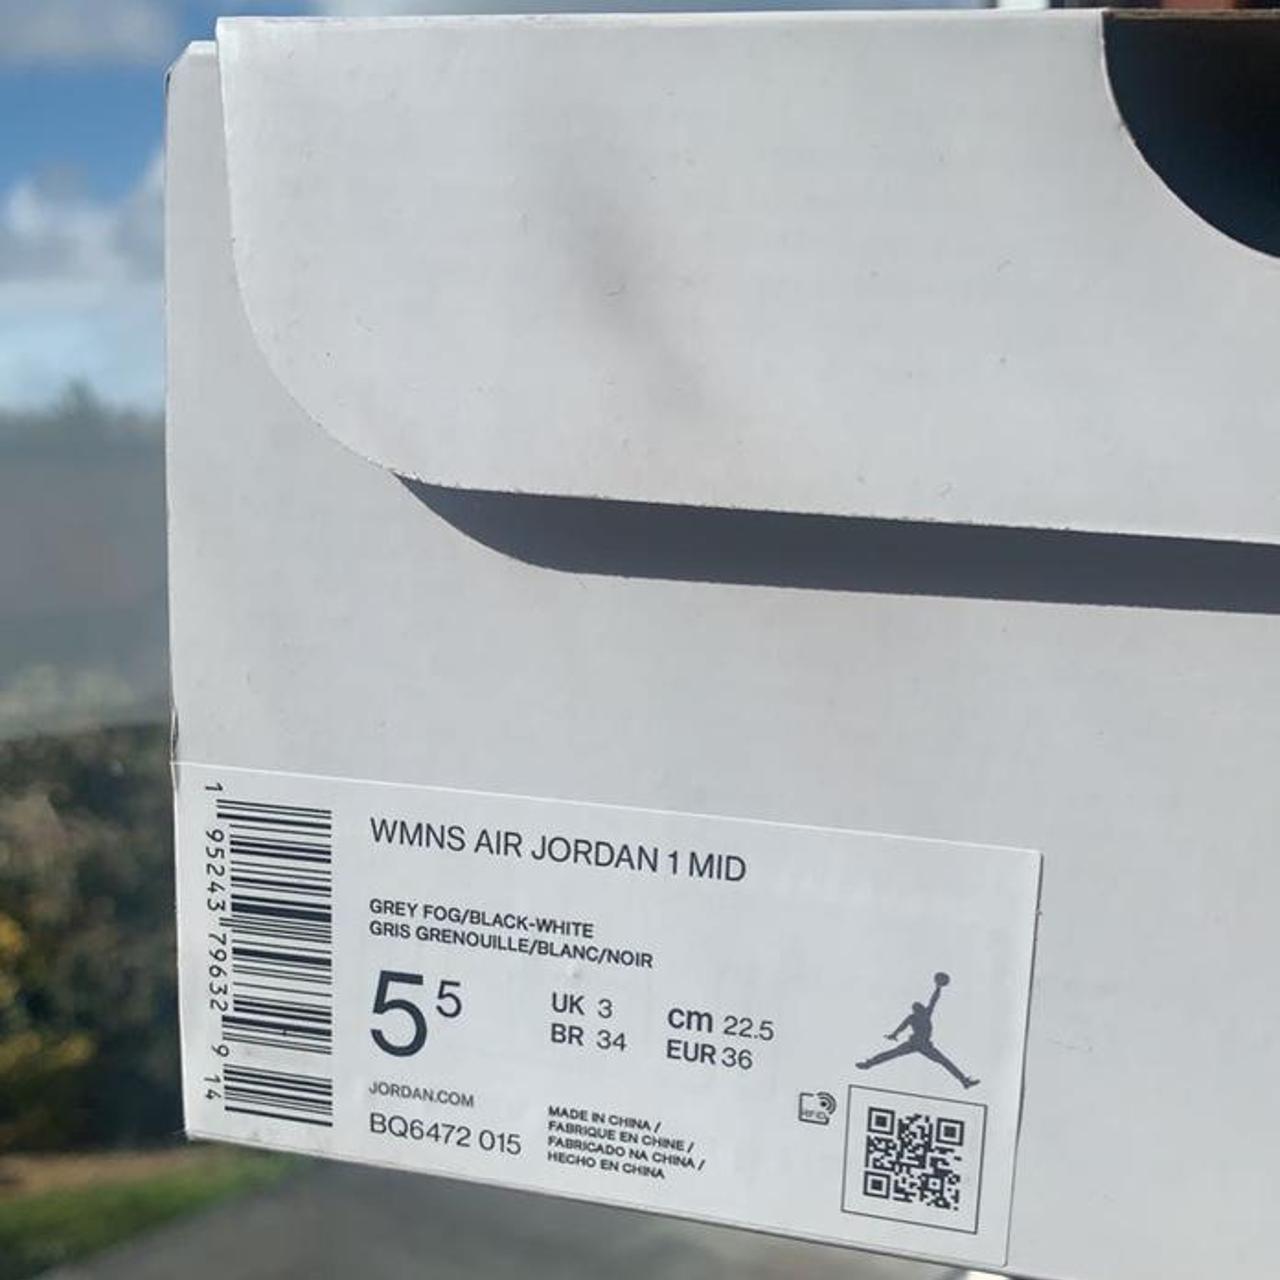 WMNS AIR JORDAN 1 MID
GREY FOG/BLACK-WHITE
GRIS GRENOUILLE/BLANC/NOIR
5 5
UK 3
BR 34
cm 22.5
EUR 36
JORDAN.COM
BQ6472 015
MADE IN CHINA /
FABRIQUE EN CHINE /
FABRICADO NA CHINA /
HECHO EN CHINA
RFID
1 95243 79632 9 14